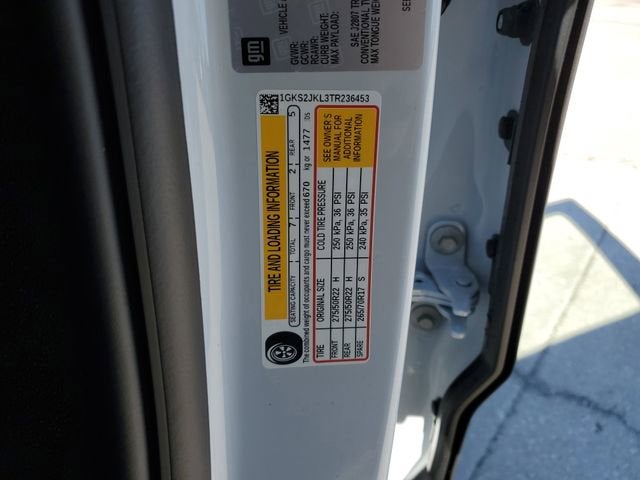 gm
VEHICLE
GVWR:
GCWR:
RGAWR:
CURB WEIGHT:
MAX PAYLOAD:
SAE J2807
CONVENTIONAL
MAX TONGUE
1GKS2JKL3TR236453
TIRE AND LOADING INFORMATION
SEATING CAPACITY TOTAL 7 FRONT 2 REAR 5
The combined weight of occupants and cargo must never exceed 670 kg or 1477 lbs
TIRE ORIGINAL SIZE COLD TIRE PRESSURE
FRONT 275/50R22 H 250 kPa, 36 PSI
REAR 275/50R22 H 250 kPa, 36 PSI
SPARE 265/70R17 S 240 kPa, 35 PSI
SEE OWNER'S
MANUAL FOR
ADDITIONAL
INFORMATION